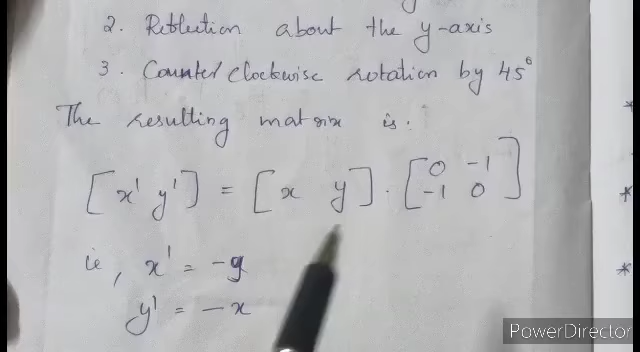 2. Reflection about the y-axis
3. Counter clockwise rotation by 45°
The resulting matrix is:
[x' y'] = [x y] . [0 -1
-1 0]
ie, x' = -y
y' = -x
PowerDirector